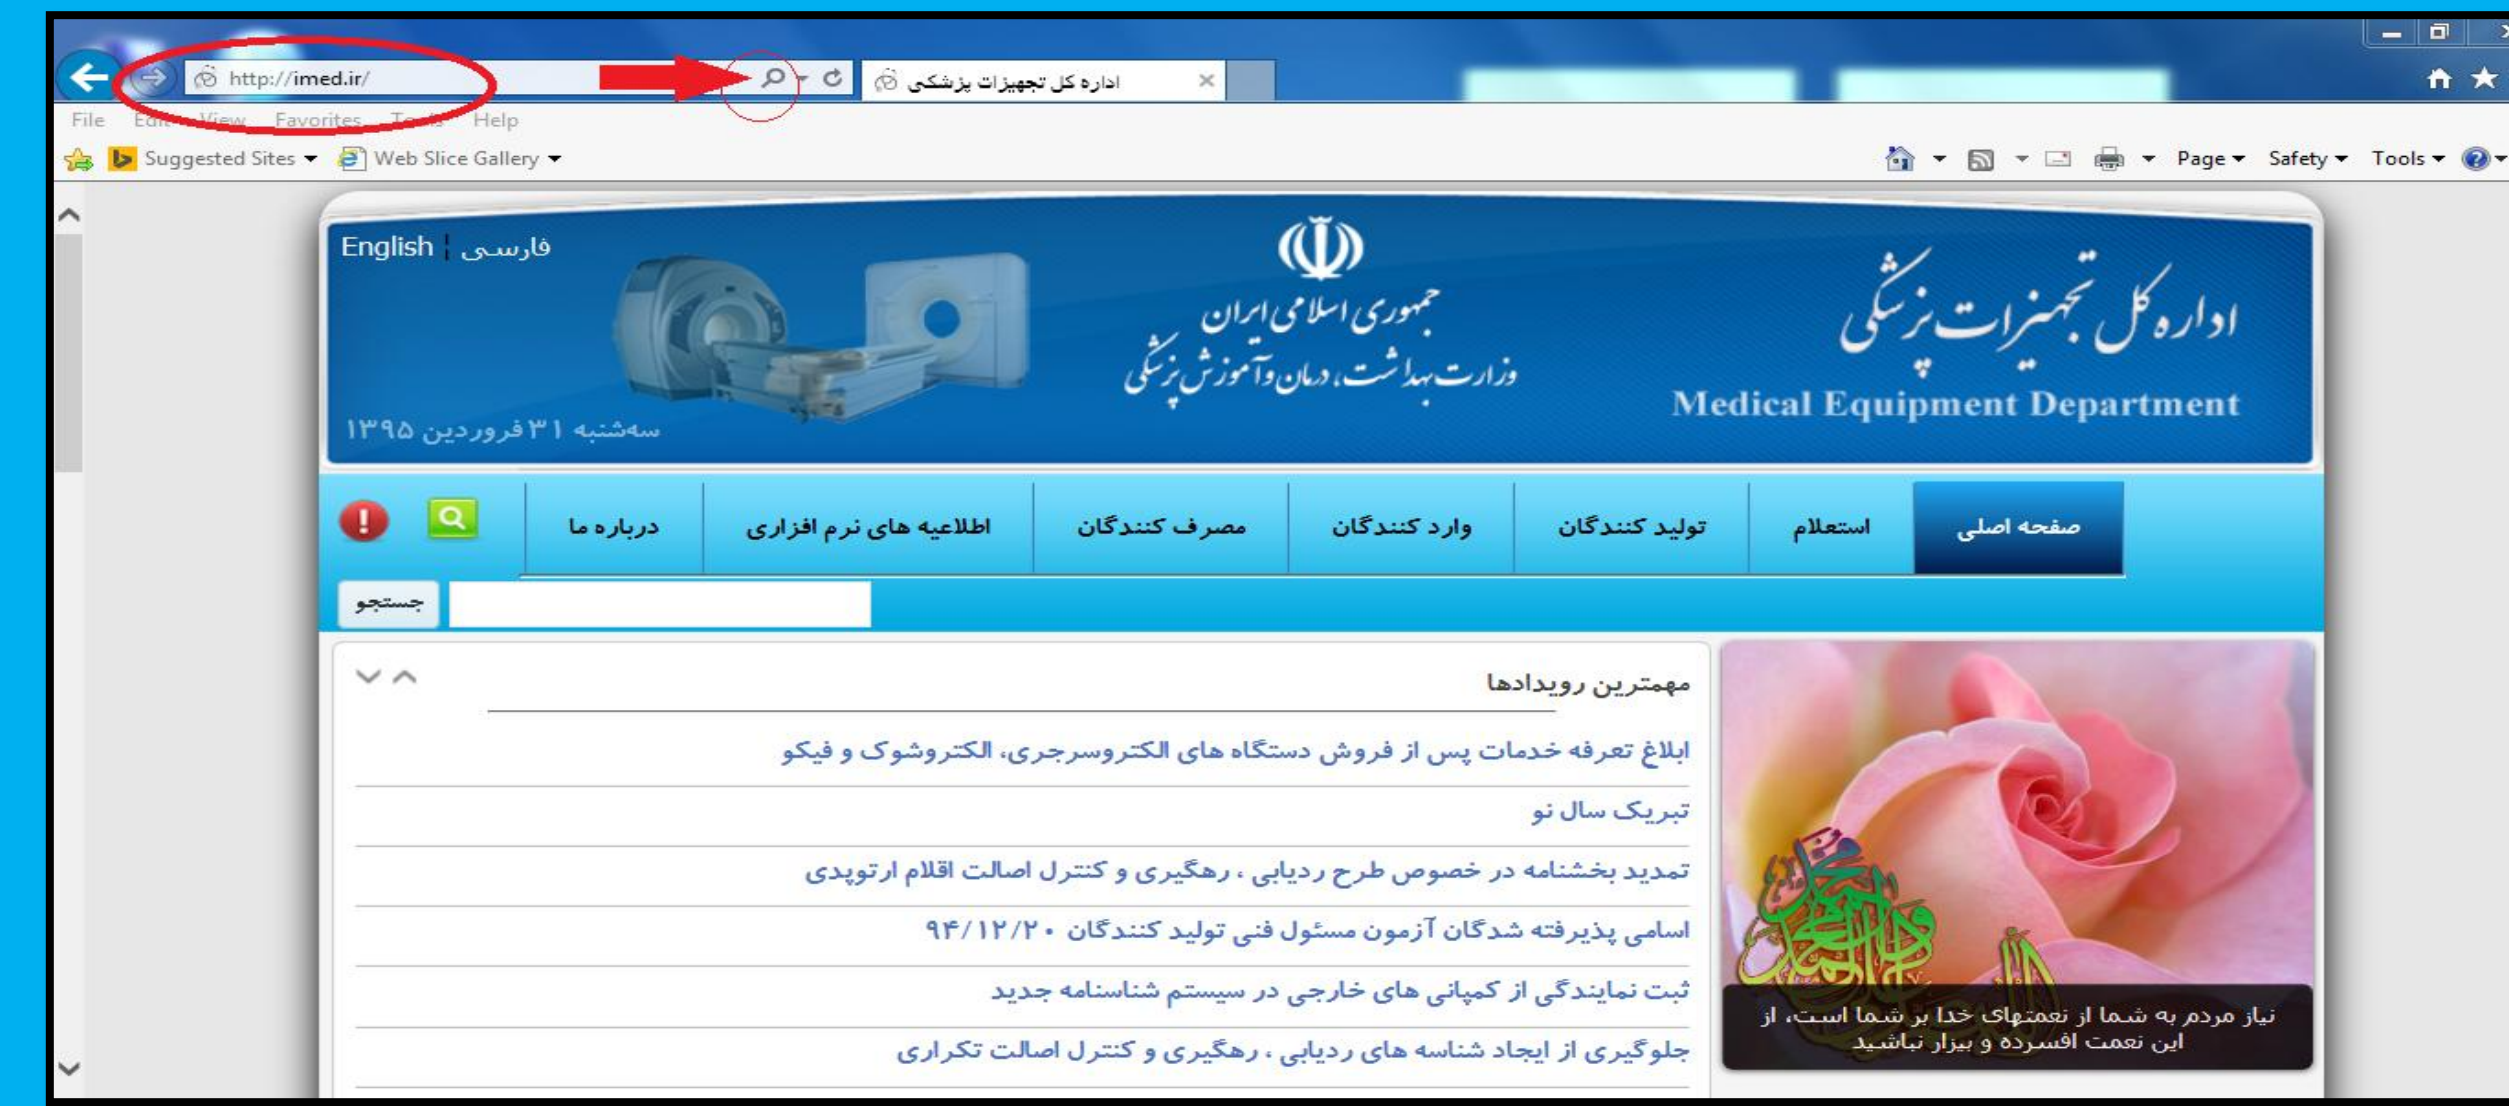 http://imed.ir/
اداره کل تجهیزات پزشکی
File Edit View Favorites Tools Help
Suggested Sites
Web Slice Gallery
Page Safety Tools
English | فارسی
جمهوری اسلامی ایران
وزارت بهداشت، درمان و آموزش پزشکی
اداره کل تجهیزات پزشکی
Medical Equipment Department
سه‌شنبه ۳۱ فروردین ۱۳۹۵
صفحه اصلی
استعلام
تولید کنندگان
وارد کنندگان
مصرف کنندگان
اطلاعیه های نرم افزاری
درباره ما
جستجو
مهمترین رویدادها
ابلاغ تعرفه خدمات پس از فروش دستگاه های الکتروسرجری، الکتروشوک و فیکو
تبریک سال نو
تمدید بخشنامه در خصوص طرح ردیابی ، رهگیری و کنترل اصالت اقلام ارتوپدی
اسامی پذیرفته شدگان آزمون مسئول فنی تولید کنندگان ۹۴/۱۲/۲۰
ثبت نمایندگی از کمپانی های خارجی در سیستم شناسنامه جدید
جلوگیری از ایجاد شناسه های ردیابی ، رهگیری و کنترل اصالت تکراری
نیاز مردم به شما از نعمتهای خدا بر شما است، از
این نعمت افسرده و بیزار نباشید